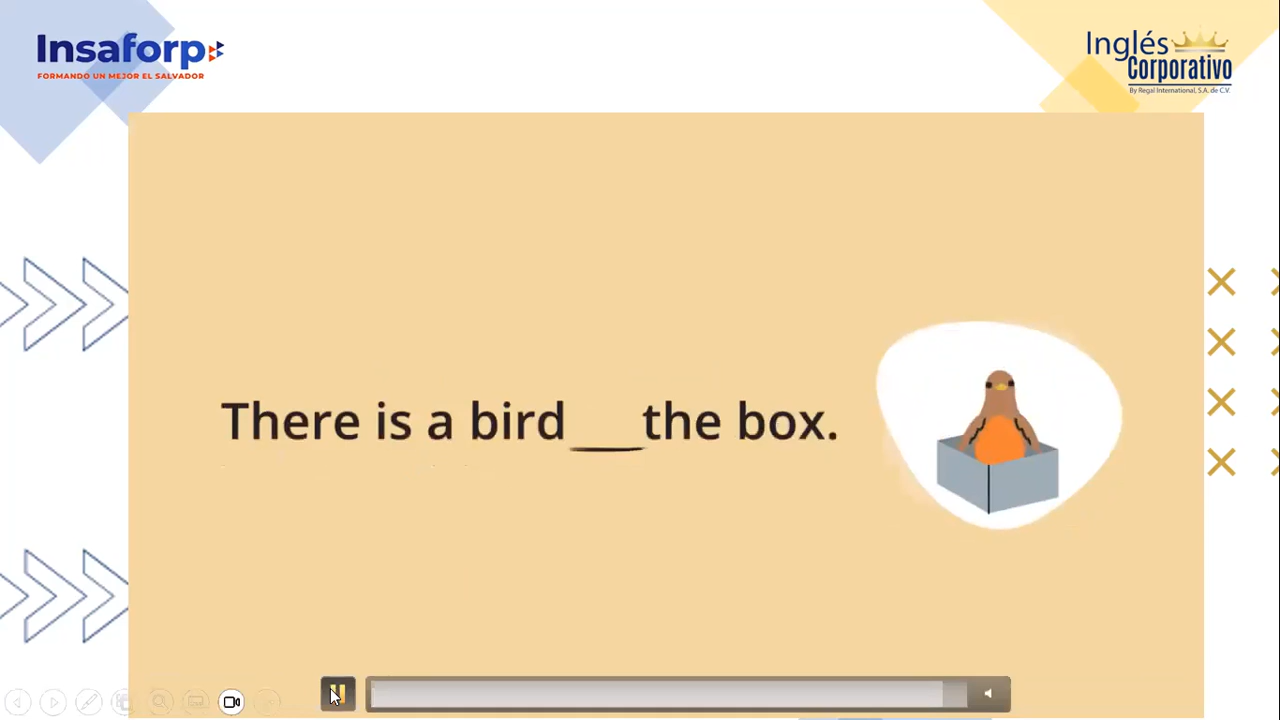 Insaforp
FORMANDO UN MEJOR EL SALVADOR
Inglés
Corporativo
By Regal International, S.A. de C.V.
There is a bird ___ the box.